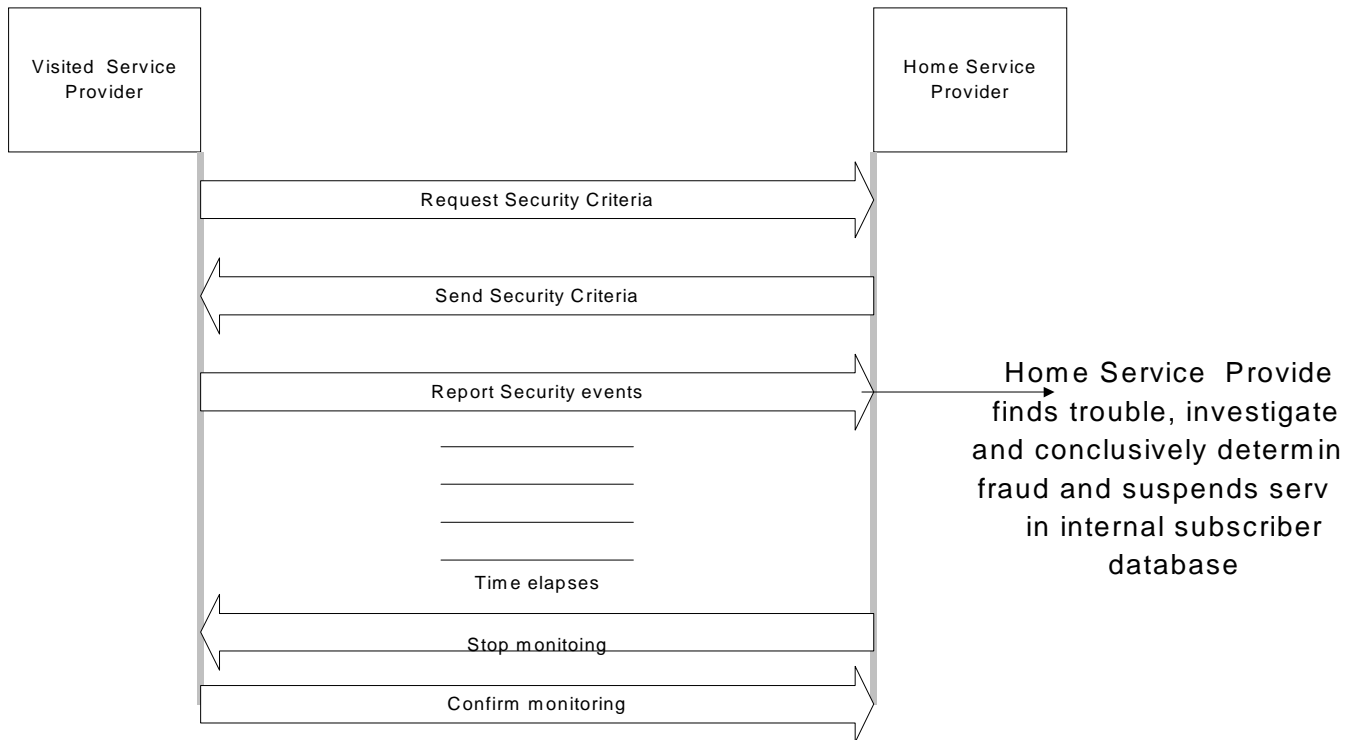 Visited Service
Provider
Home Service
Provider
Request Security Criteria
Send Security Criteria
Report Security events
Home Service Provide
finds trouble, investigate
and conclusively determin
fraud and suspends serv
in internal subscriber
database
Time elapses
Stop monitoing
Confirm monitoring